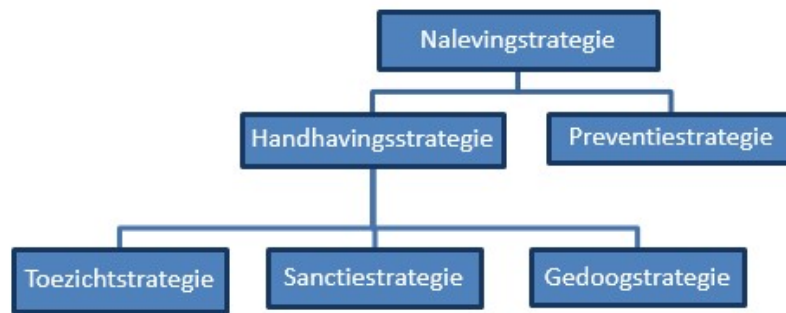 Nalevingstrategie
Handhavingsstrategie
Preventiestrategie
Toezichtstrategie
Sanctiestrategie
Gedoogstrategie